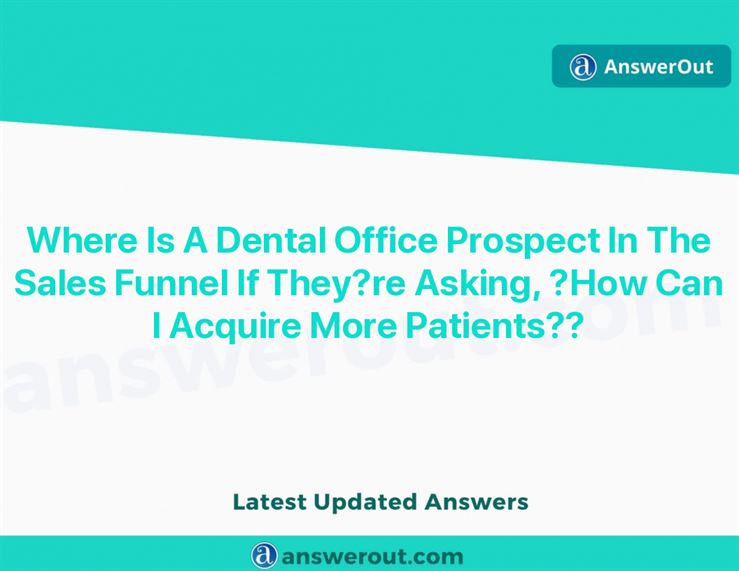 AnswerOut
Where Is A Dental Office Prospect In The
Sales Funnel If They?re Asking, ?How Can
I Acquire More Patients??
answerout.com
Latest Updated Answers
answerout.com